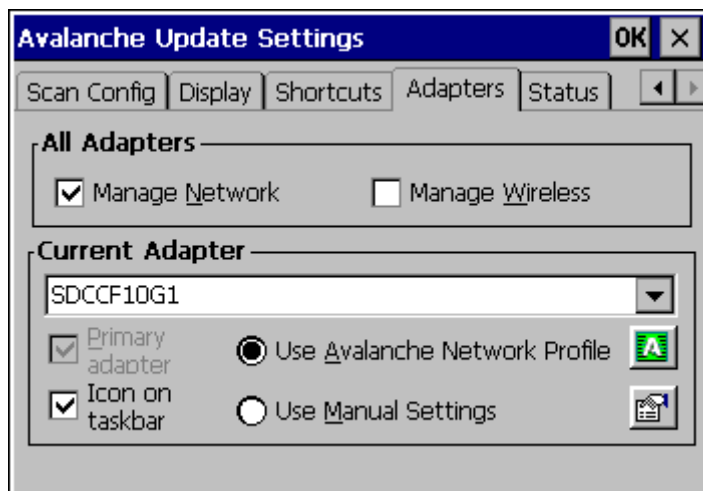 Avalanche Update Settings OK
Scan Config Display Shortcuts Adapters Status
All Adapters
Manage Network Manage Wireless
Current Adapter
SDCCF10G1
Primary adapter Use Avalanche Network Profile A
Icon on taskbar Use Manual Settings